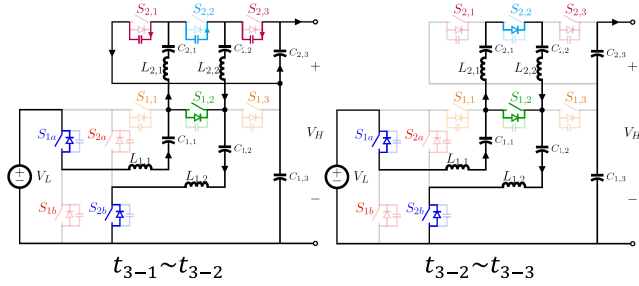 S2,1 S2,2 S2,3
C2,1 C1,2 C2,3
L2,1 L2,2
S1,1 S1,2 S1,3
S1a S2a C1,1 C1,2
L1,1 L1,2
VL VH C1,3
S1b S2b
+ −
t3−1~t3−2
S2,1 S2,2 S2,3
C2,1 C1,2 C2,3
L2,1 L2,2
S1,1 S1,2 S1,3
S1a S2a C1,1 C1,2
L1,1 L1,2
VL VH C1,3
S1b S2b
+ −
t3−2~t3−3